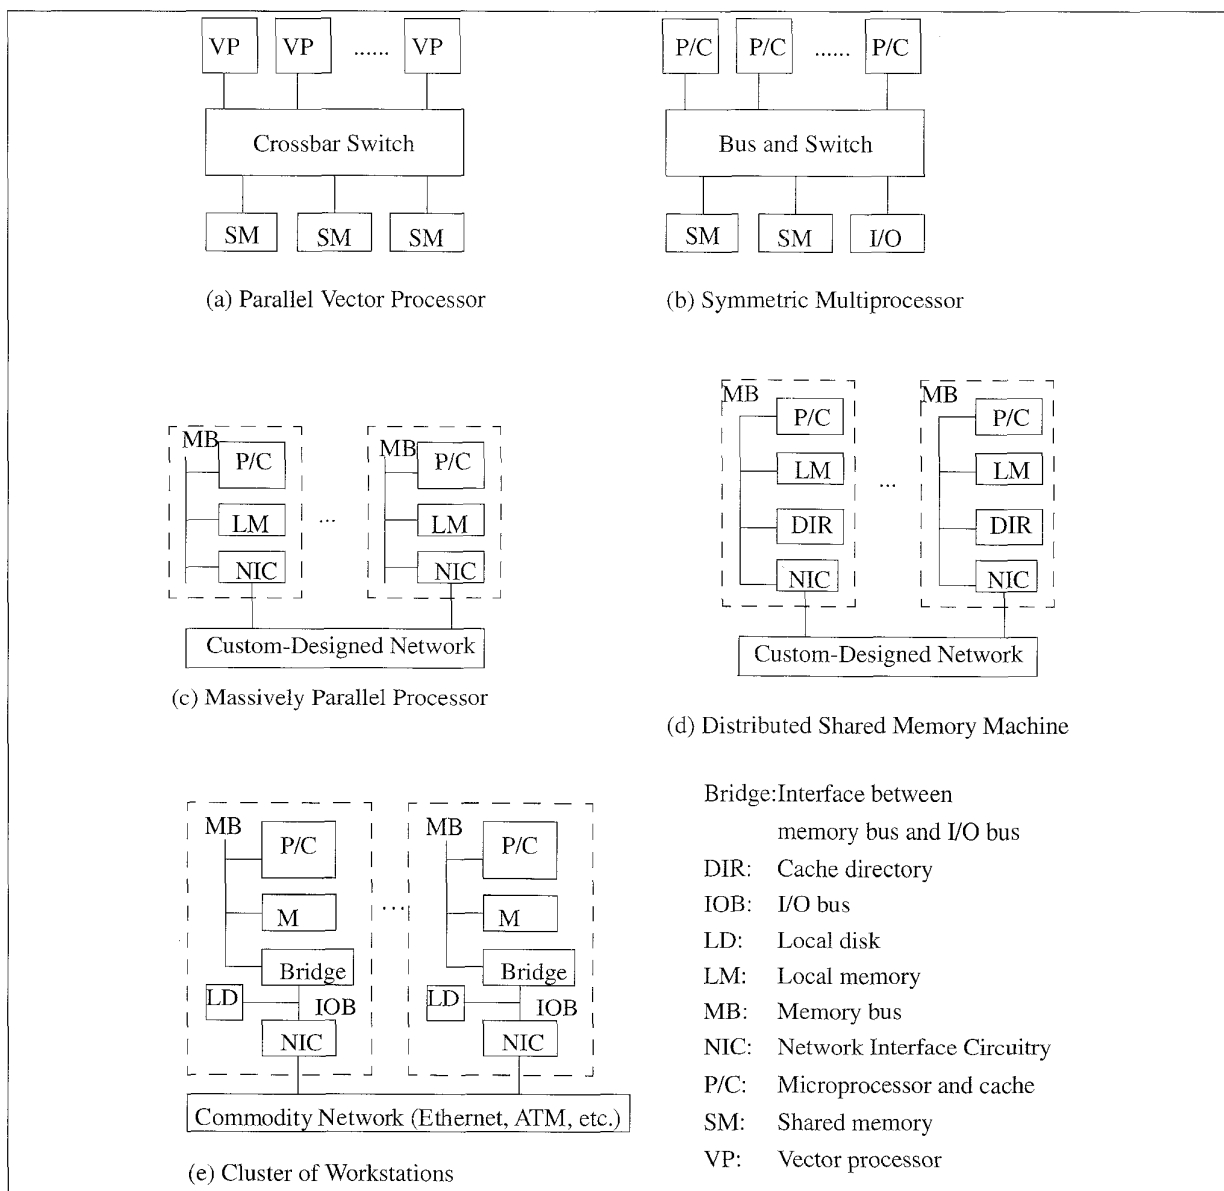 VP VP ...... VP
Crossbar Switch
SM SM SM
(a) Parallel Vector Processor
P/C P/C ...... P/C
Bus and Switch
SM SM I/O
(b) Symmetric Multiprocessor
MB
P/C
LM
NIC
...
MB
P/C
LM
NIC
Custom-Designed Network
(c) Massively Parallel Processor
MB
P/C
LM
DIR
NIC
...
MB
P/C
LM
DIR
NIC
Custom-Designed Network
(d) Distributed Shared Memory Machine
MB
P/C
M
Bridge
LD
IOB
NIC
...
MB
P/C
M
Bridge
LD
IOB
NIC
Commodity Network (Ethernet, ATM, etc.)
(e) Cluster of Workstations
Bridge:Interface between
memory bus and I/O bus
DIR: Cache directory
IOB: I/O bus
LD: Local disk
LM: Local memory
MB: Memory bus
NIC: Network Interface Circuitry
P/C: Microprocessor and cache
SM: Shared memory
VP: Vector processor